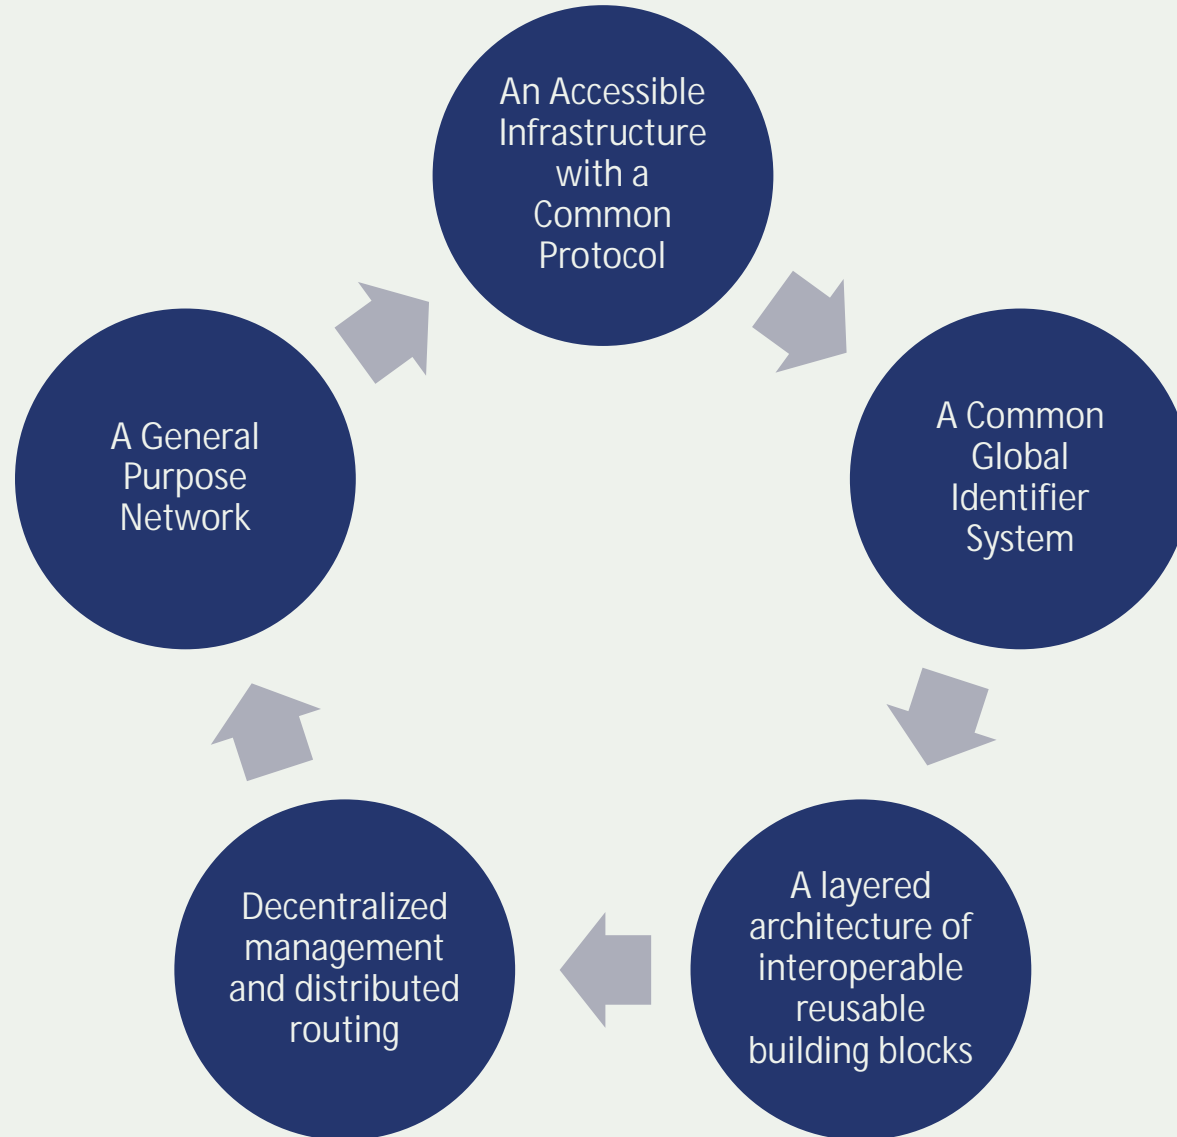 An Accessible
Infrastructure
with a
Common
Protocol
A Common
Global
Identifier
System
A layered
architecture of
interoperable
reusable
building blocks
Decentralized
management
and distributed
routing
A General
Purpose
Network